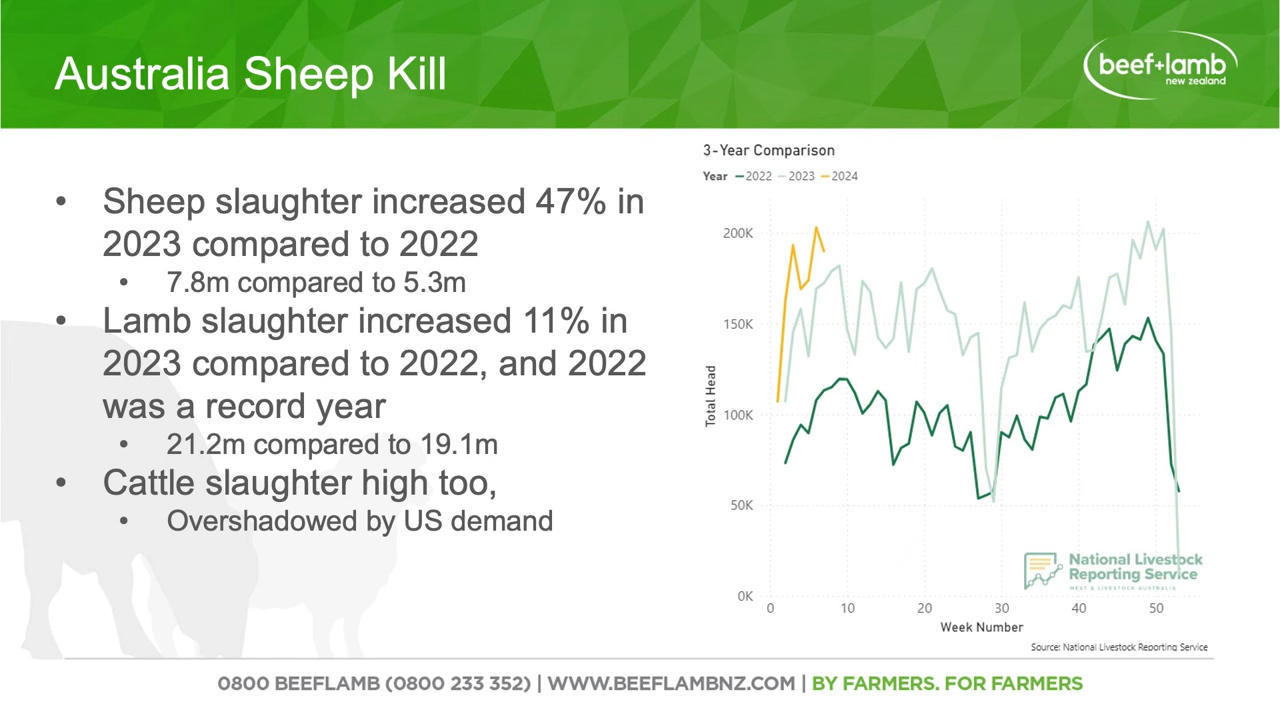 Australia Sheep Kill
beef+lamb
new zealand
• Sheep slaughter increased 47% in
2023 compared to 2022
• 7.8m compared to 5.3m
• Lamb slaughter increased 11% in
2023 compared to 2022, and 2022
was a record year
• 21.2m compared to 19.1m
• Cattle slaughter high too,
• Overshadowed by US demand
3-Year Comparison
Year 2022 2023 2024
200K
150K
100K
50K
0K
Total Head
0 10 20 30 40 50
Week Number
National Livestock
Reporting Service
MEAT & LIVESTOCK AUSTRALIA
Source: National Livestock Reporting Service
0800 BEEFLAMB (0800 233 352) | WWW.BEEFLAMBNZ.COM | BY FARMERS. FOR FARMERS